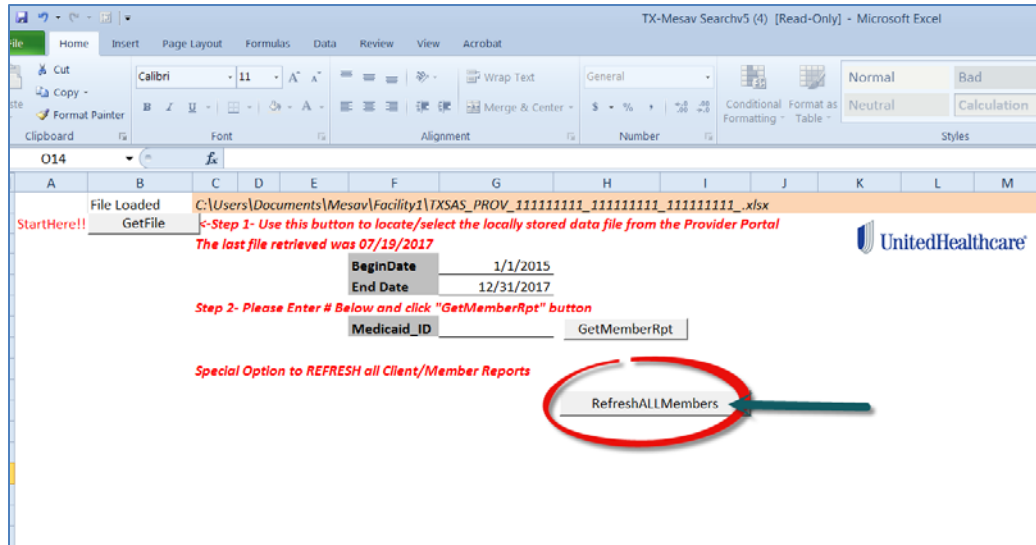 TX-Mesav Searchv5 (4) [Read-Only] - Microsoft Excel
File Home Insert Page Layout Formulas Data Review View Acrobat
Cut
Copy
Format Painter
Clipboard
Calibri 11
B I U
Font
Wrap Text
Merge & Center
Alignment
General
$ % ,
Number
Conditional Formatting
Format as Table
Normal Bad
Neutral Calculation
Styles
O14 fx
A B C D E F G H I J K L M
File Loaded C:\Users\Documents\Mesav\Facility1\TXSAS_PROV_111111111_111111111_111111111_.xlsx
StartHere!! GetFile <-Step 1- Use this button to locate/select the locally stored data file from the Provider Portal
The last file retrieved was 07/19/2017
UnitedHealthcare
BeginDate 1/1/2015
End Date 12/31/2017
Step 2- Please Enter # Below and click "GetMemberRpt" button
Medicaid_ID GetMemberRpt
Special Option to REFRESH all Client/Member Reports
RefreshALLMembers